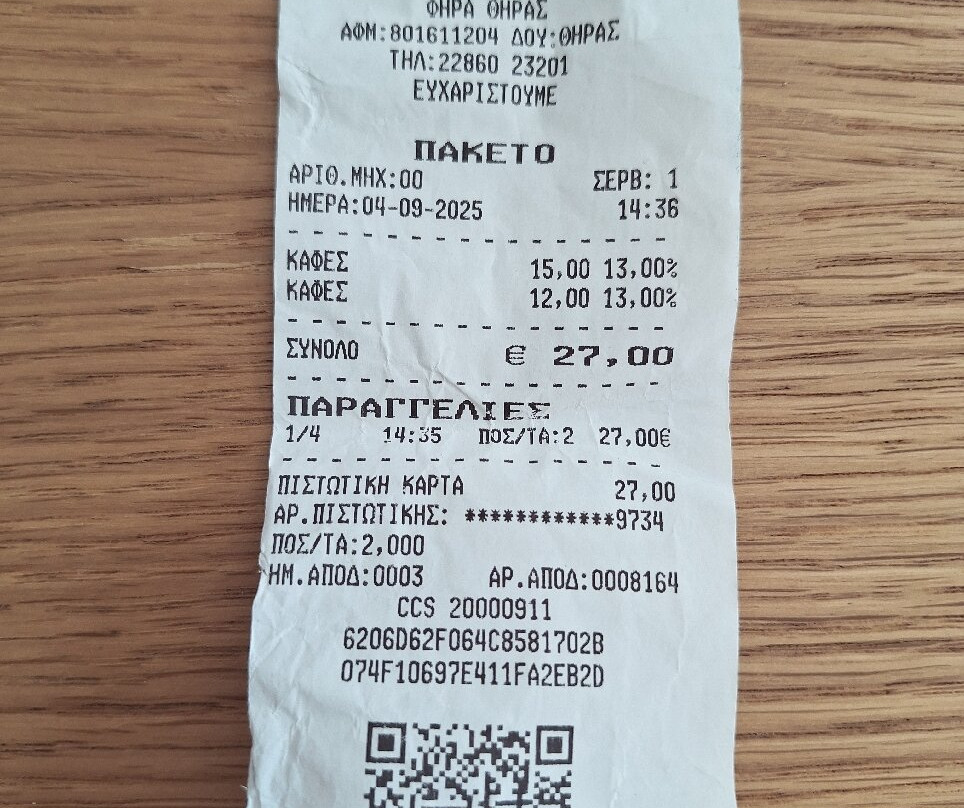 ΦΗΡΑ ΘΗΡΑΣ
ΑΦΜ:801611204 ΔΟΥ:ΘΗΡΑΣ
ΤΗΛ:22860 23201
ΕΥΧΑΡΙΣΤΟΥΜΕ
ΠΑΚΕΤΟ
ΑΡΙΘ.ΜΗΧ:00 ΣΕΡΒ: 1
ΗΜΕΡΑ:04-09-2025 14:36
ΚΑΦΕΣ 15,00 13,00%
ΚΑΦΕΣ 12,00 13,00%
ΣΥΝΟΛΟ € 27,00
ΠΑΡΑΓΓΕΛΙΕΣ
1/4 14:35 ΠΟΣ/ΤΑ:2 27,00€
ΠΙΣΤΩΤΙΚΗ ΚΑΡΤΑ 27,00
ΑΡ.ΠΙΣΤΩΤΙΚΗΣ: ************9734
ΠΟΣ/ΤΑ:2,000
ΗΜ.ΑΠΟΔ:0003 ΑΡ.ΑΠΟΔ:0008164
CCS 20000911
6206D62F064C8581702B
074F10697E411FA2EB2D